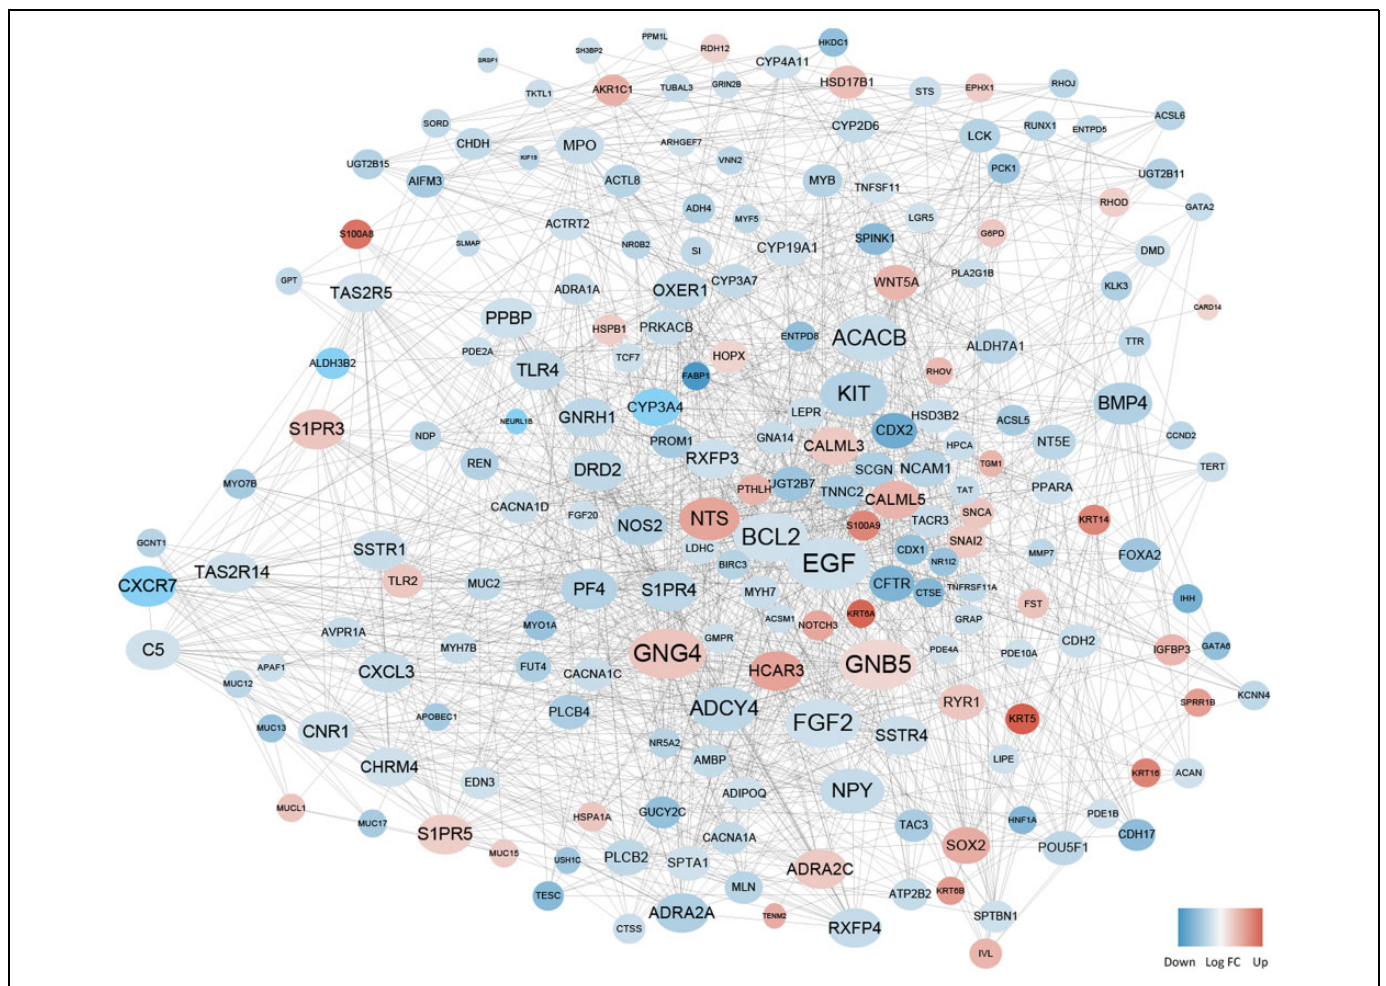 PPM1L
SH3BP2
RDH12
HKDC1
SRSF1
CYP4A11
HSD17B1
TKTL1
AKR1C1
TUBAL3
GRIN2B
STS
EPHX1
RHOJ
SORD
CHDH
MPO
ARHGEF7
CYP2D6
LCK
RUNX1
ENTPD5
ACSL6
UGT2B15
KIF19
VNN2
AIFM3
ACTL8
MYB
TNFSF11
PCK1
UGT2B11
ADH4
MYF5
LGR5
RHOD
GATA2
S100A8
SLMAP
ACTRT2
NR0B2
SI
CYP19A1
SPINK1
G6PD
DMD
GPT
TAS2R5
ADRA1A
OXER1
CYP3A7
WNT5A
PLA2G1B
KLK3
CARD14
PPBP
HSPB1
PRKACB
ENTPD8
ACACB
ALDH7A1
TTR
ALDH3B2
PDE2A
TLR4
TCF7
HOPX
FABP1
RHOV
KIT
BMP4
S1PR3
NDP
NEURL1B
GNRH1
CYP3A4
LEPR
HSD3B2
CDX2
ACSL5
CCND2
PROM1
RXFP3
GNA14
CALML3
HPCA
NT5E
REN
DRD2
SCGN
NCAM1
TGM1
TERT
MYO7B
PTHLH
UGT2B7
TNNC2
CALML5
TAT
PPARA
CACNA1D
FGF20
NOS2
NTS
S100A9
TACR3
SNCA
KRT14
GCNT1
SSTR1
LDHC
BCL2
CDX1
SNAI2
MMP7
FOXA2
CXCR7
TAS2R14
TLR2
MUC2
PF4
S1PR4
BIRC3
EGF
NR1I2
MYH7
CFTR
CTSE
TNFRSF11A
IHH
FST
C5
AVPR1A
MYH7B
MYO1A
GMPR
ACSM1
NOTCH3
KRT6A
GRAP
CDH2
GATA6
APAF1
MUC12
CXCL3
FUT4
CACNA1C
GNG4
HCAR3
GNB5
PDE4A
PDE10A
IGFBP3
KCNN4
MUC13
CNR1
APOBEC1
PLCB4
ADCY4
FGF2
SSTR4
RYR1
KRT5
SPRR1B
CHRM4
EDN3
NR5A2
AMBP
ADIPOQ
NPY
LIPE
KRT16
ACAN
MUCL1
MUC17
S1PR5
HSPA1A
GUCY2C
CACNA1A
TAC3
HNF1A
PDE1B
CDH17
MUC15
USH1C
PLCB2
SPTA1
ADRA2C
SOX2
POU5F1
TESC
MLN
ATP2B2
KRT6B
CTSS
ADRA2A
TENM2
RXFP4
SPTBN1
IVL
Down Log FC Up